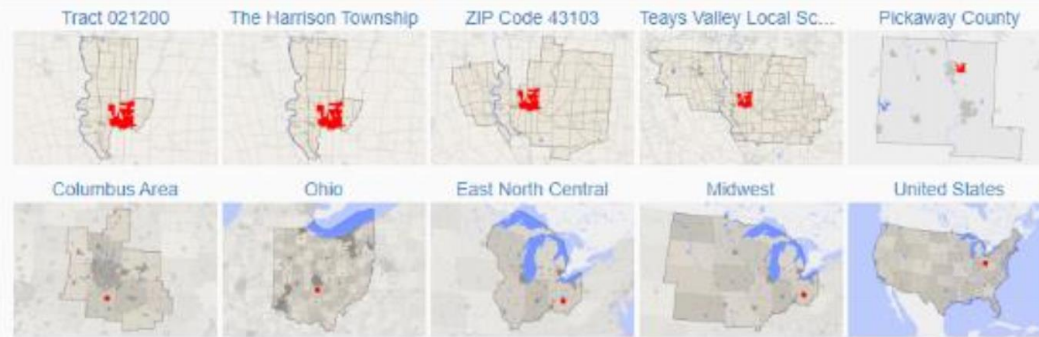 Tract 021200
The Harrison Township
ZIP Code 43103
Teays Valley Local Sc...
Pickaway County
Columbus Area
Ohio
East North Central
Midwest
United States